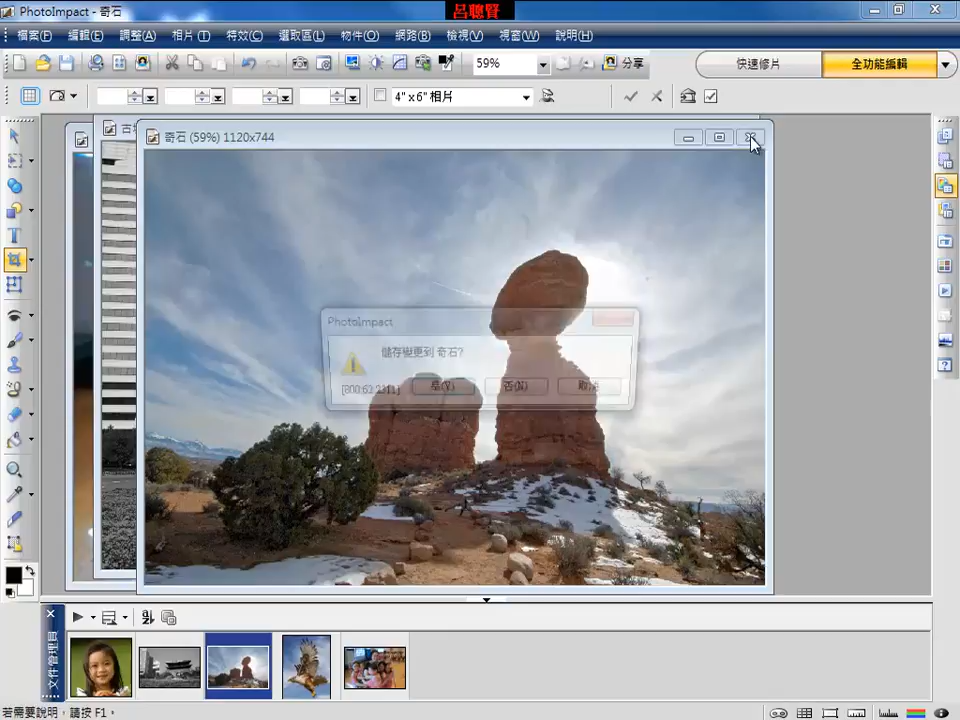 呂聰賢
PhotoImpact - 奇石
檔案(F) 編輯(E) 調整(A) 相片(T) 特效(C) 選取區(L) 物件(O) 網路(B) 檢視(V) 視窗(W) 說明(H)
59% 分享 快速修片 全功能編輯
4"x6"相片
奇石 (59%) 1120x744
PhotoImpact
儲存變更到 奇石?
[800:63:2311] 是(Y) 否(N)
文件管理員
若需要說明, 請按 F1。